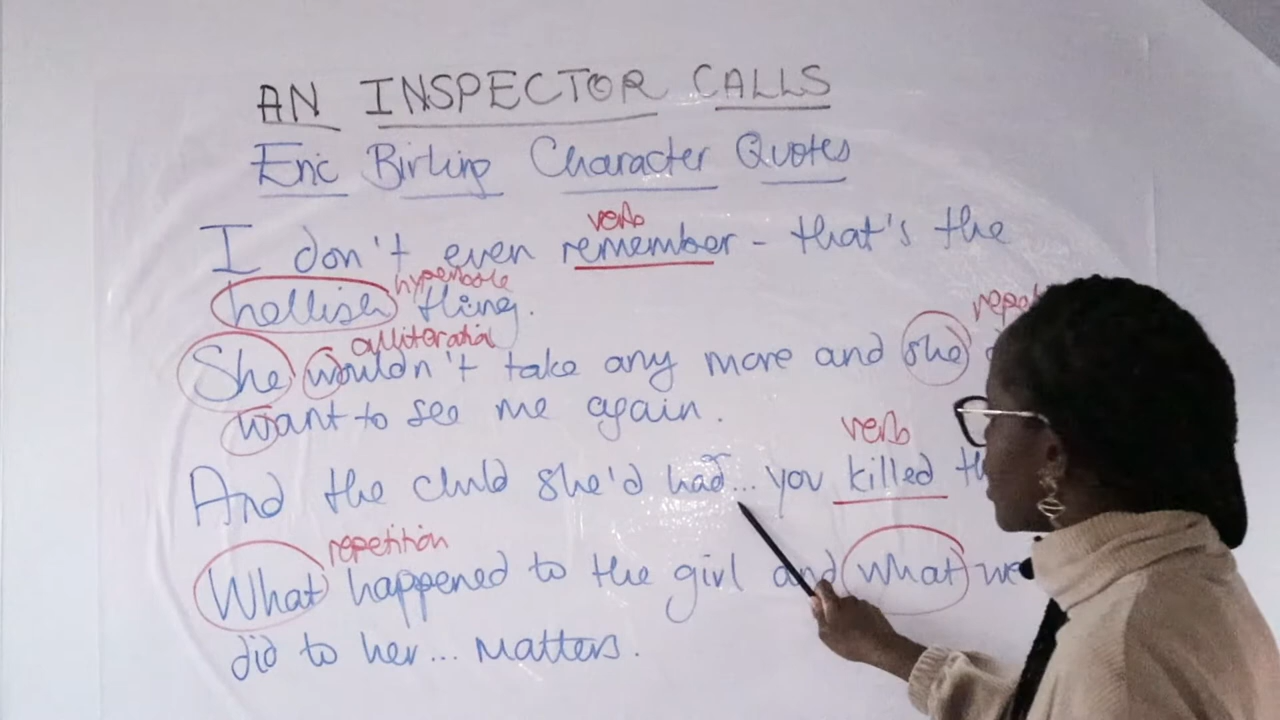 AN INSPECTOR CALLS
Eric Birling Character Quotes
verb
I don't even remember - that's the
hyperbole
hellish thing.
alliteration
She wouldn't take any more and she
want to see me again.
verb
And the child she'd had... you killed
repetition
What happened to the girl and what we
did to her... matters.